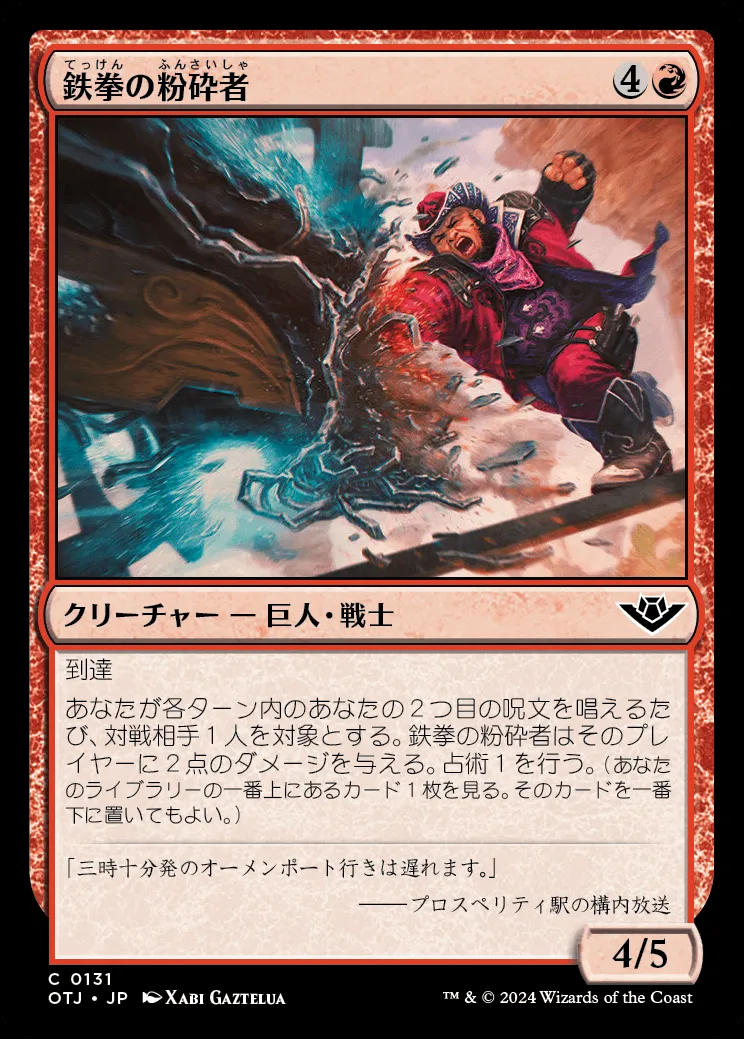 てっけん ふんさいしゃ
鉄拳の粉砕者 4
クリーチャー — 巨人・戦士
到達
あなたが各ターン内のあなたの２つ目の呪文を唱えるた
び、対戦相手１人を対象とする。鉄拳の粉砕者はそのプレ
イヤーに２点のダメージを与える。占術１を行う。（あなた
のライブラリーの一番上にあるカード１枚を見る。そのカードを一番
下に置いてもよい。）
「三時十分発のオーメンポート行きは遅れます。」
――プロスペリティ駅の構内放送
4/5
C 0131
OTJ • JP XABI GAZTELUA
™ & © 2024 Wizards of the Coast